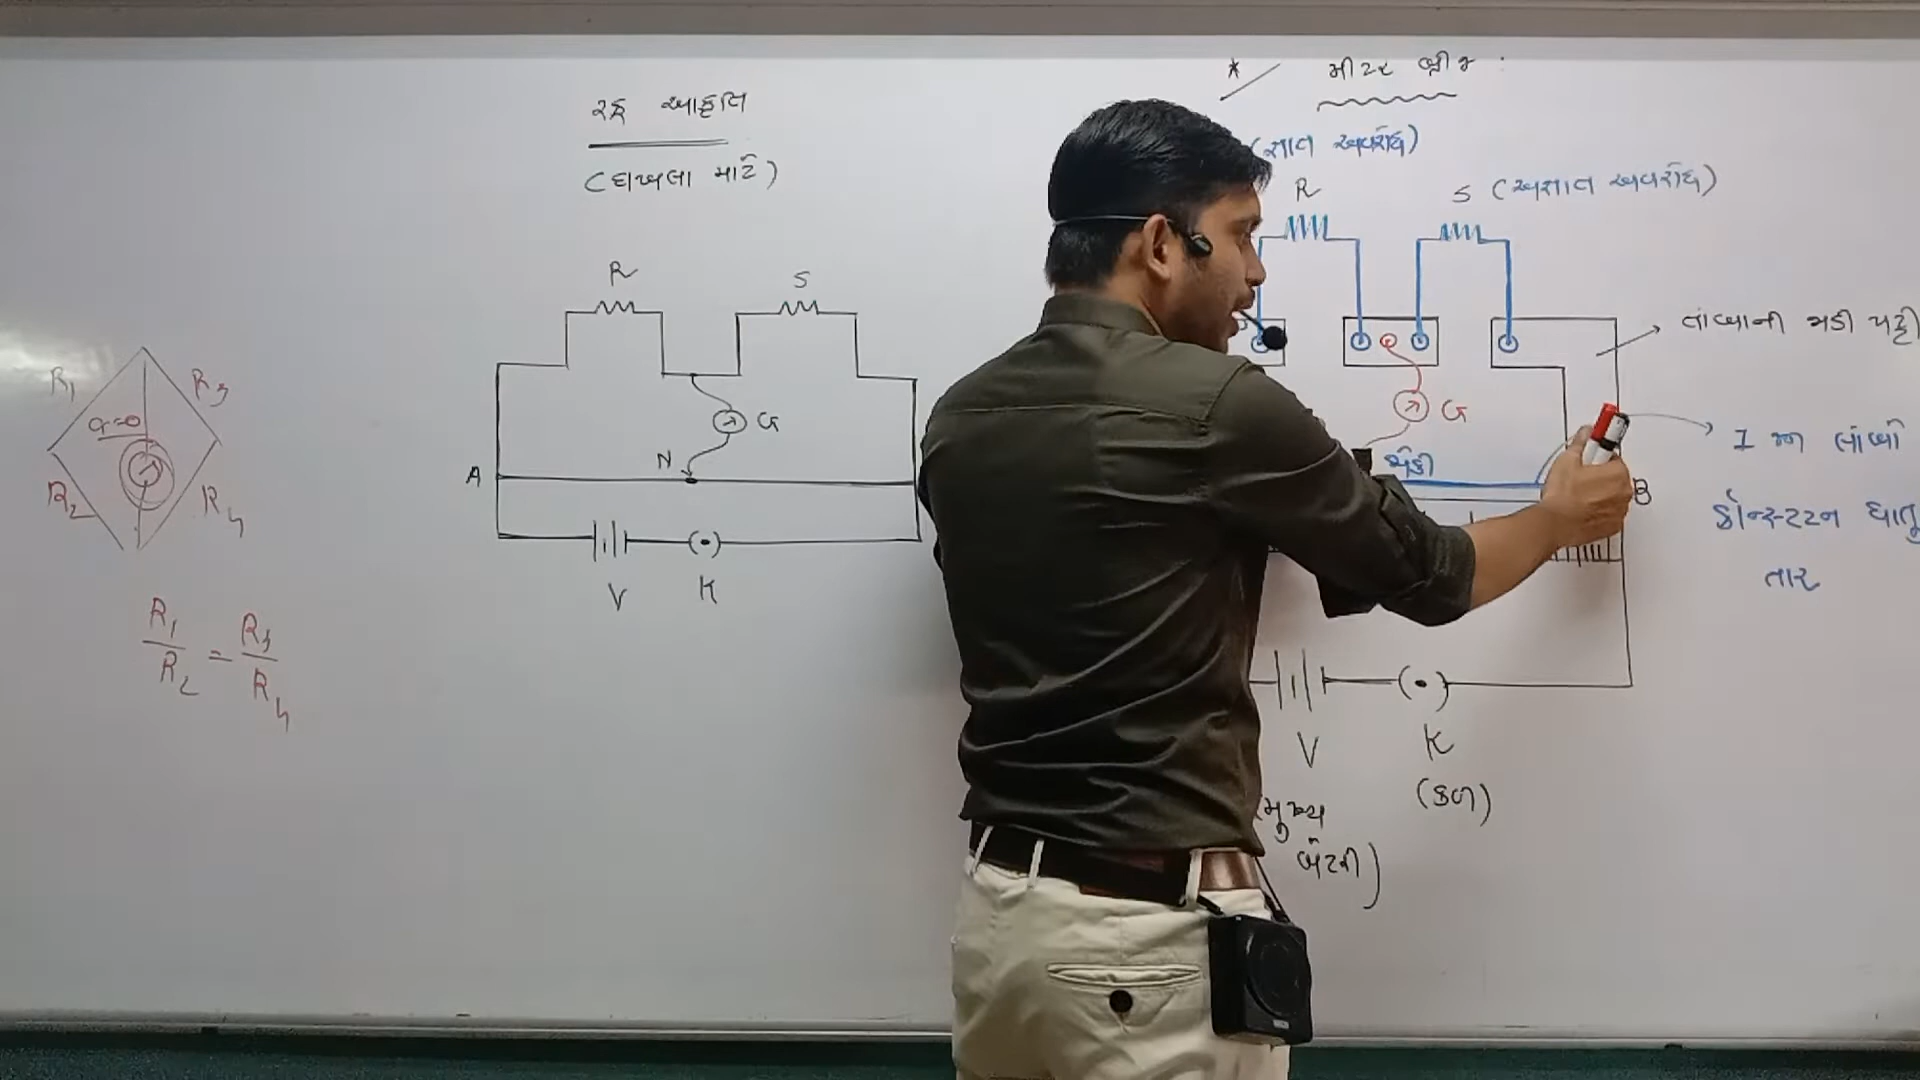 રફ આકૃતિ
(દાખલા માટે)
R
S
G
N
A
V
K
R₁
R₃
G=0
R₂
R₄
R₁/R₂ = R₃/R₄
* મીટર બ્રીજ :
(જ્ઞાત અવરોધ)
R
S (અજ્ઞાત અવરોધ)
તાંબાની જાડી પટ્ટી
G
જોકી
B
1 m લાંબો
કોન્સ્ટન્ટન ધાતુ
તાર
V
K
(મુખ્ય
બેટરી)
(કળ)